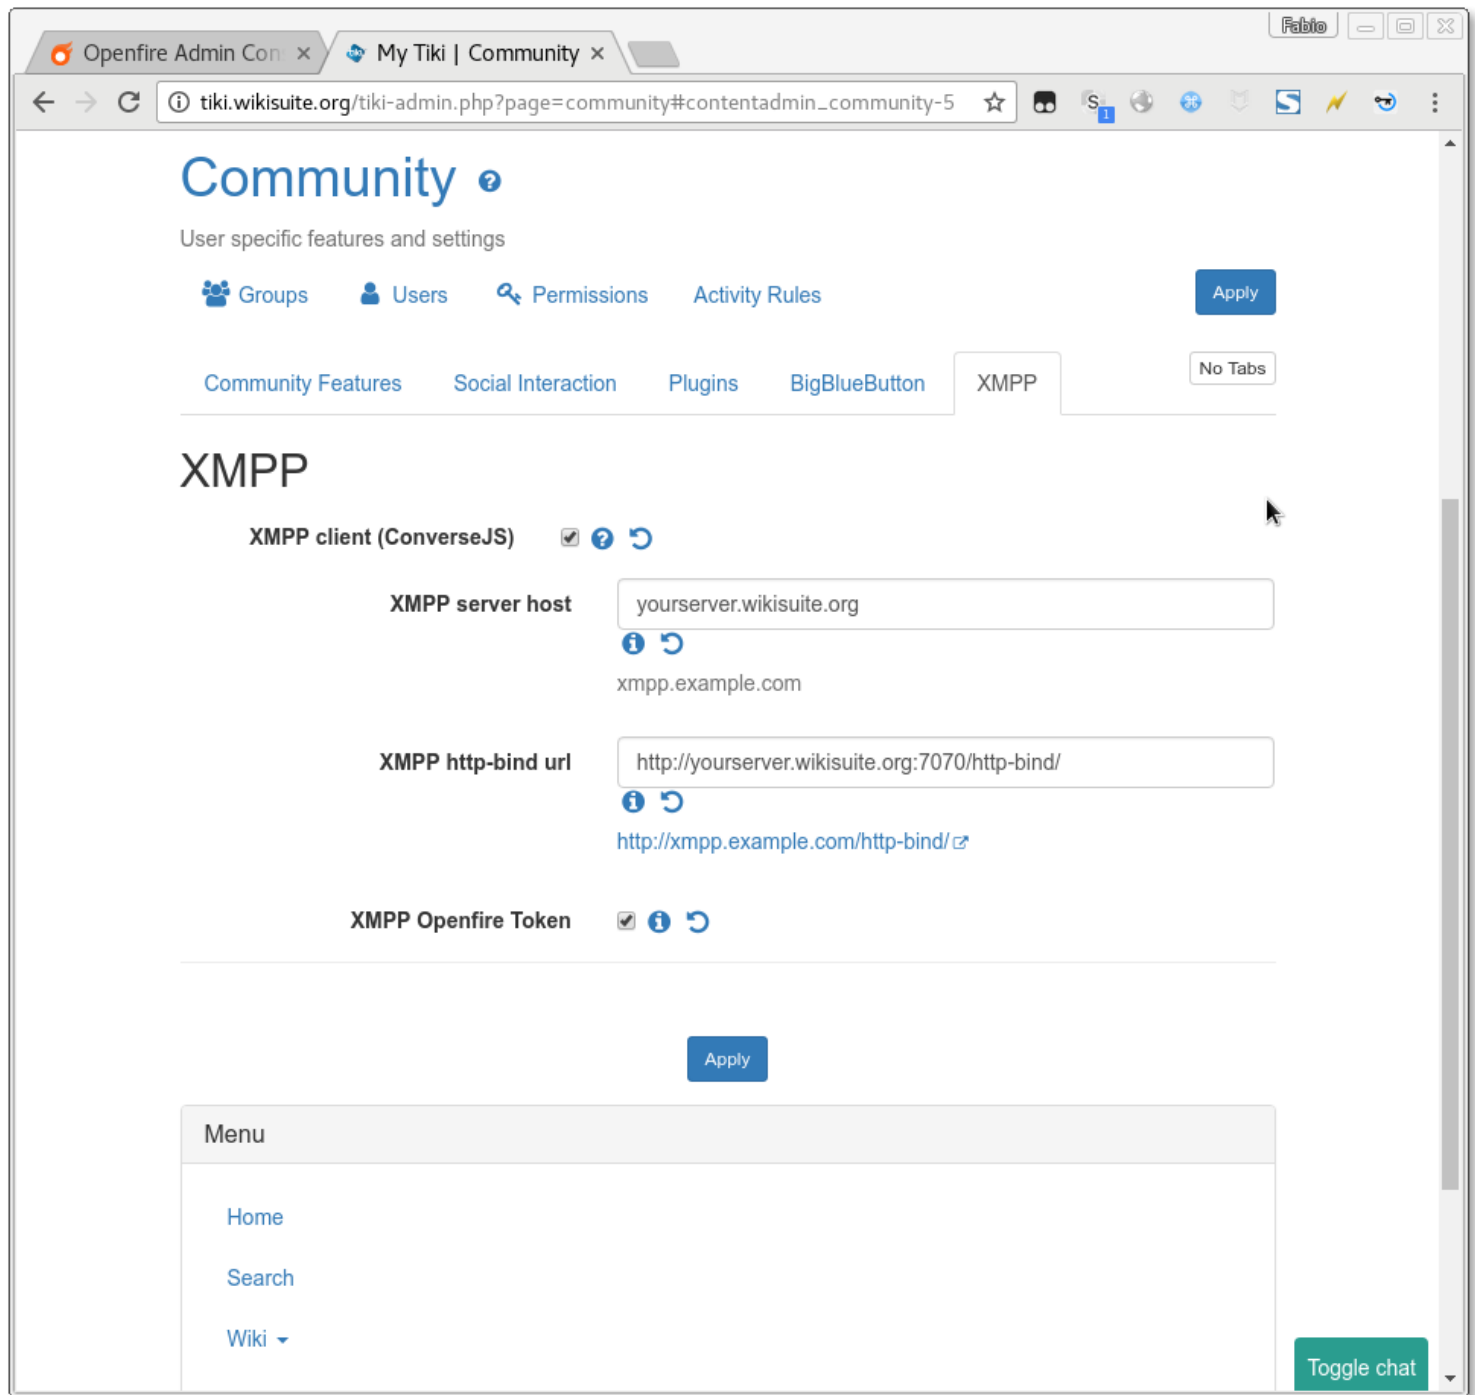 Fabio
Openfire Admin Con
My Tiki | Community
tiki.wikisuite.org/tiki-admin.php?page=community#contentadmin_community-5
S
1
S
Community
User specific features and settings
Groups Users Permissions Activity Rules Apply
Community Features Social Interaction Plugins BigBlueButton XMPP No Tabs
XMPP
XMPP client (ConverseJS)
XMPP server host yourserver.wikisuite.org
xmpp.example.com
XMPP http-bind url http://yourserver.wikisuite.org:7070/http-bind/
http://xmpp.example.com/http-bind/
XMPP Openfire Token
Apply
Menu
Home
Search
Wiki
Toggle chat